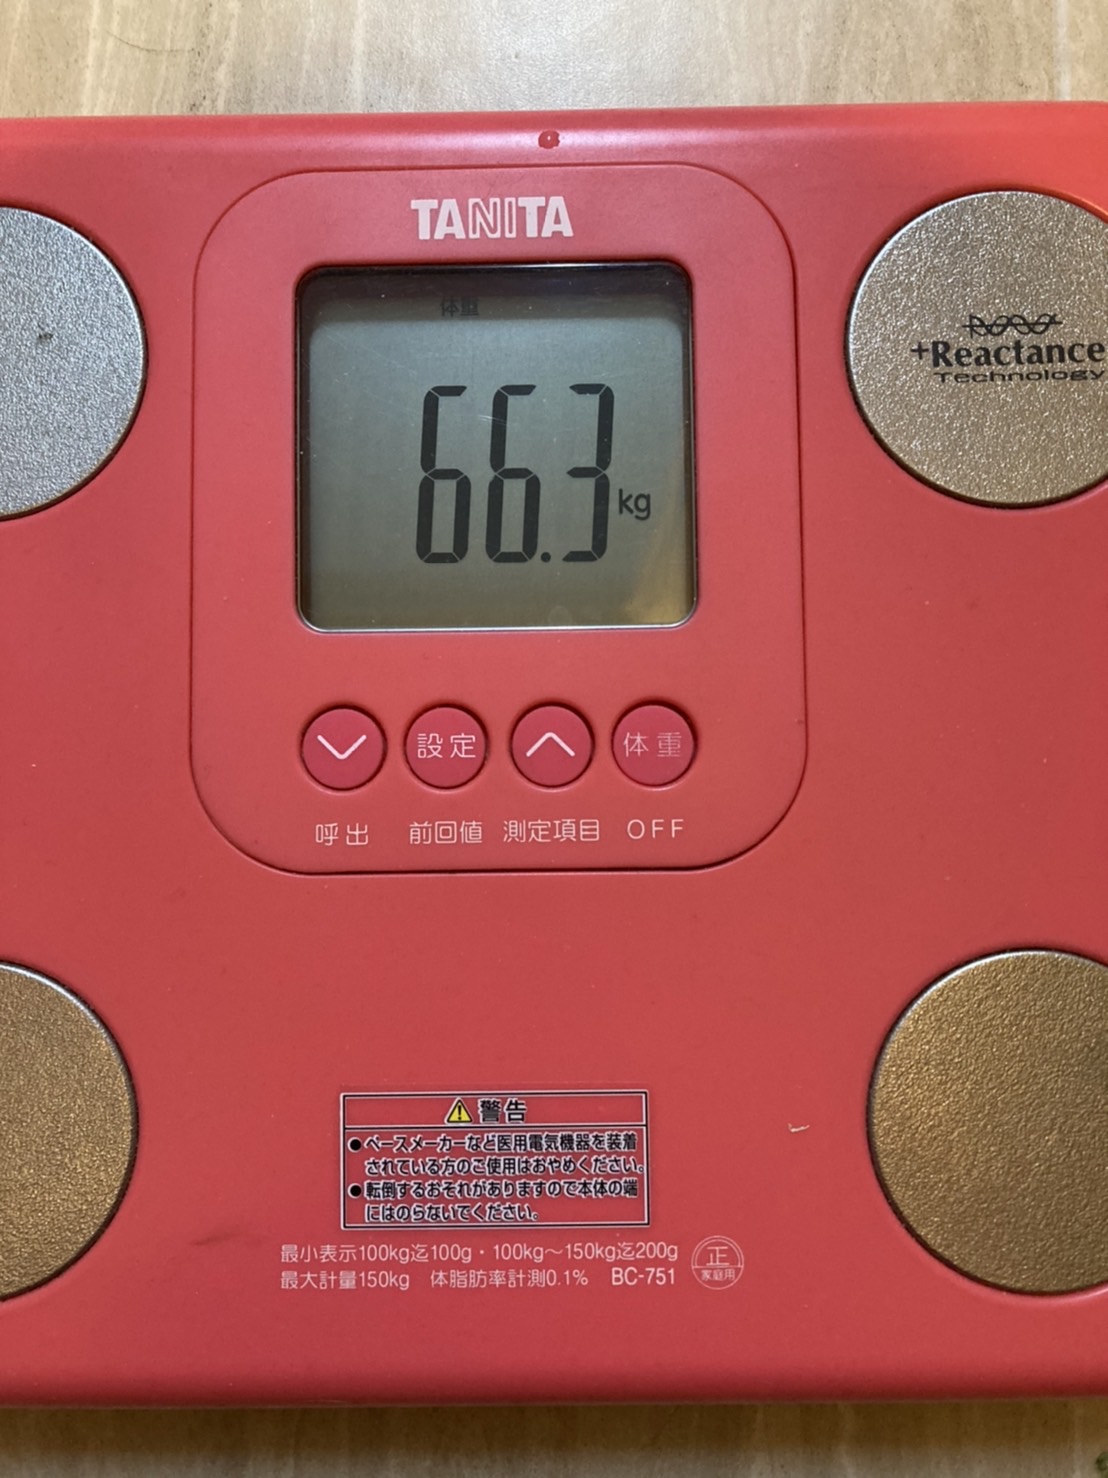 TANITA
体重
66.3kg
+Reactance
Technology
設定
体重
呼出 前回値 測定項目 OFF
警告
●ペースメーカーなど医用電気機器を装着
されている方のご使用はおやめください。
●転倒するおそれがありますので本体の端
にはのらないでください。
最小表示100kg迄100g・100kg～150kg迄200g
最大計量150kg 体脂肪率計測0.1% BC-751
正
家庭用